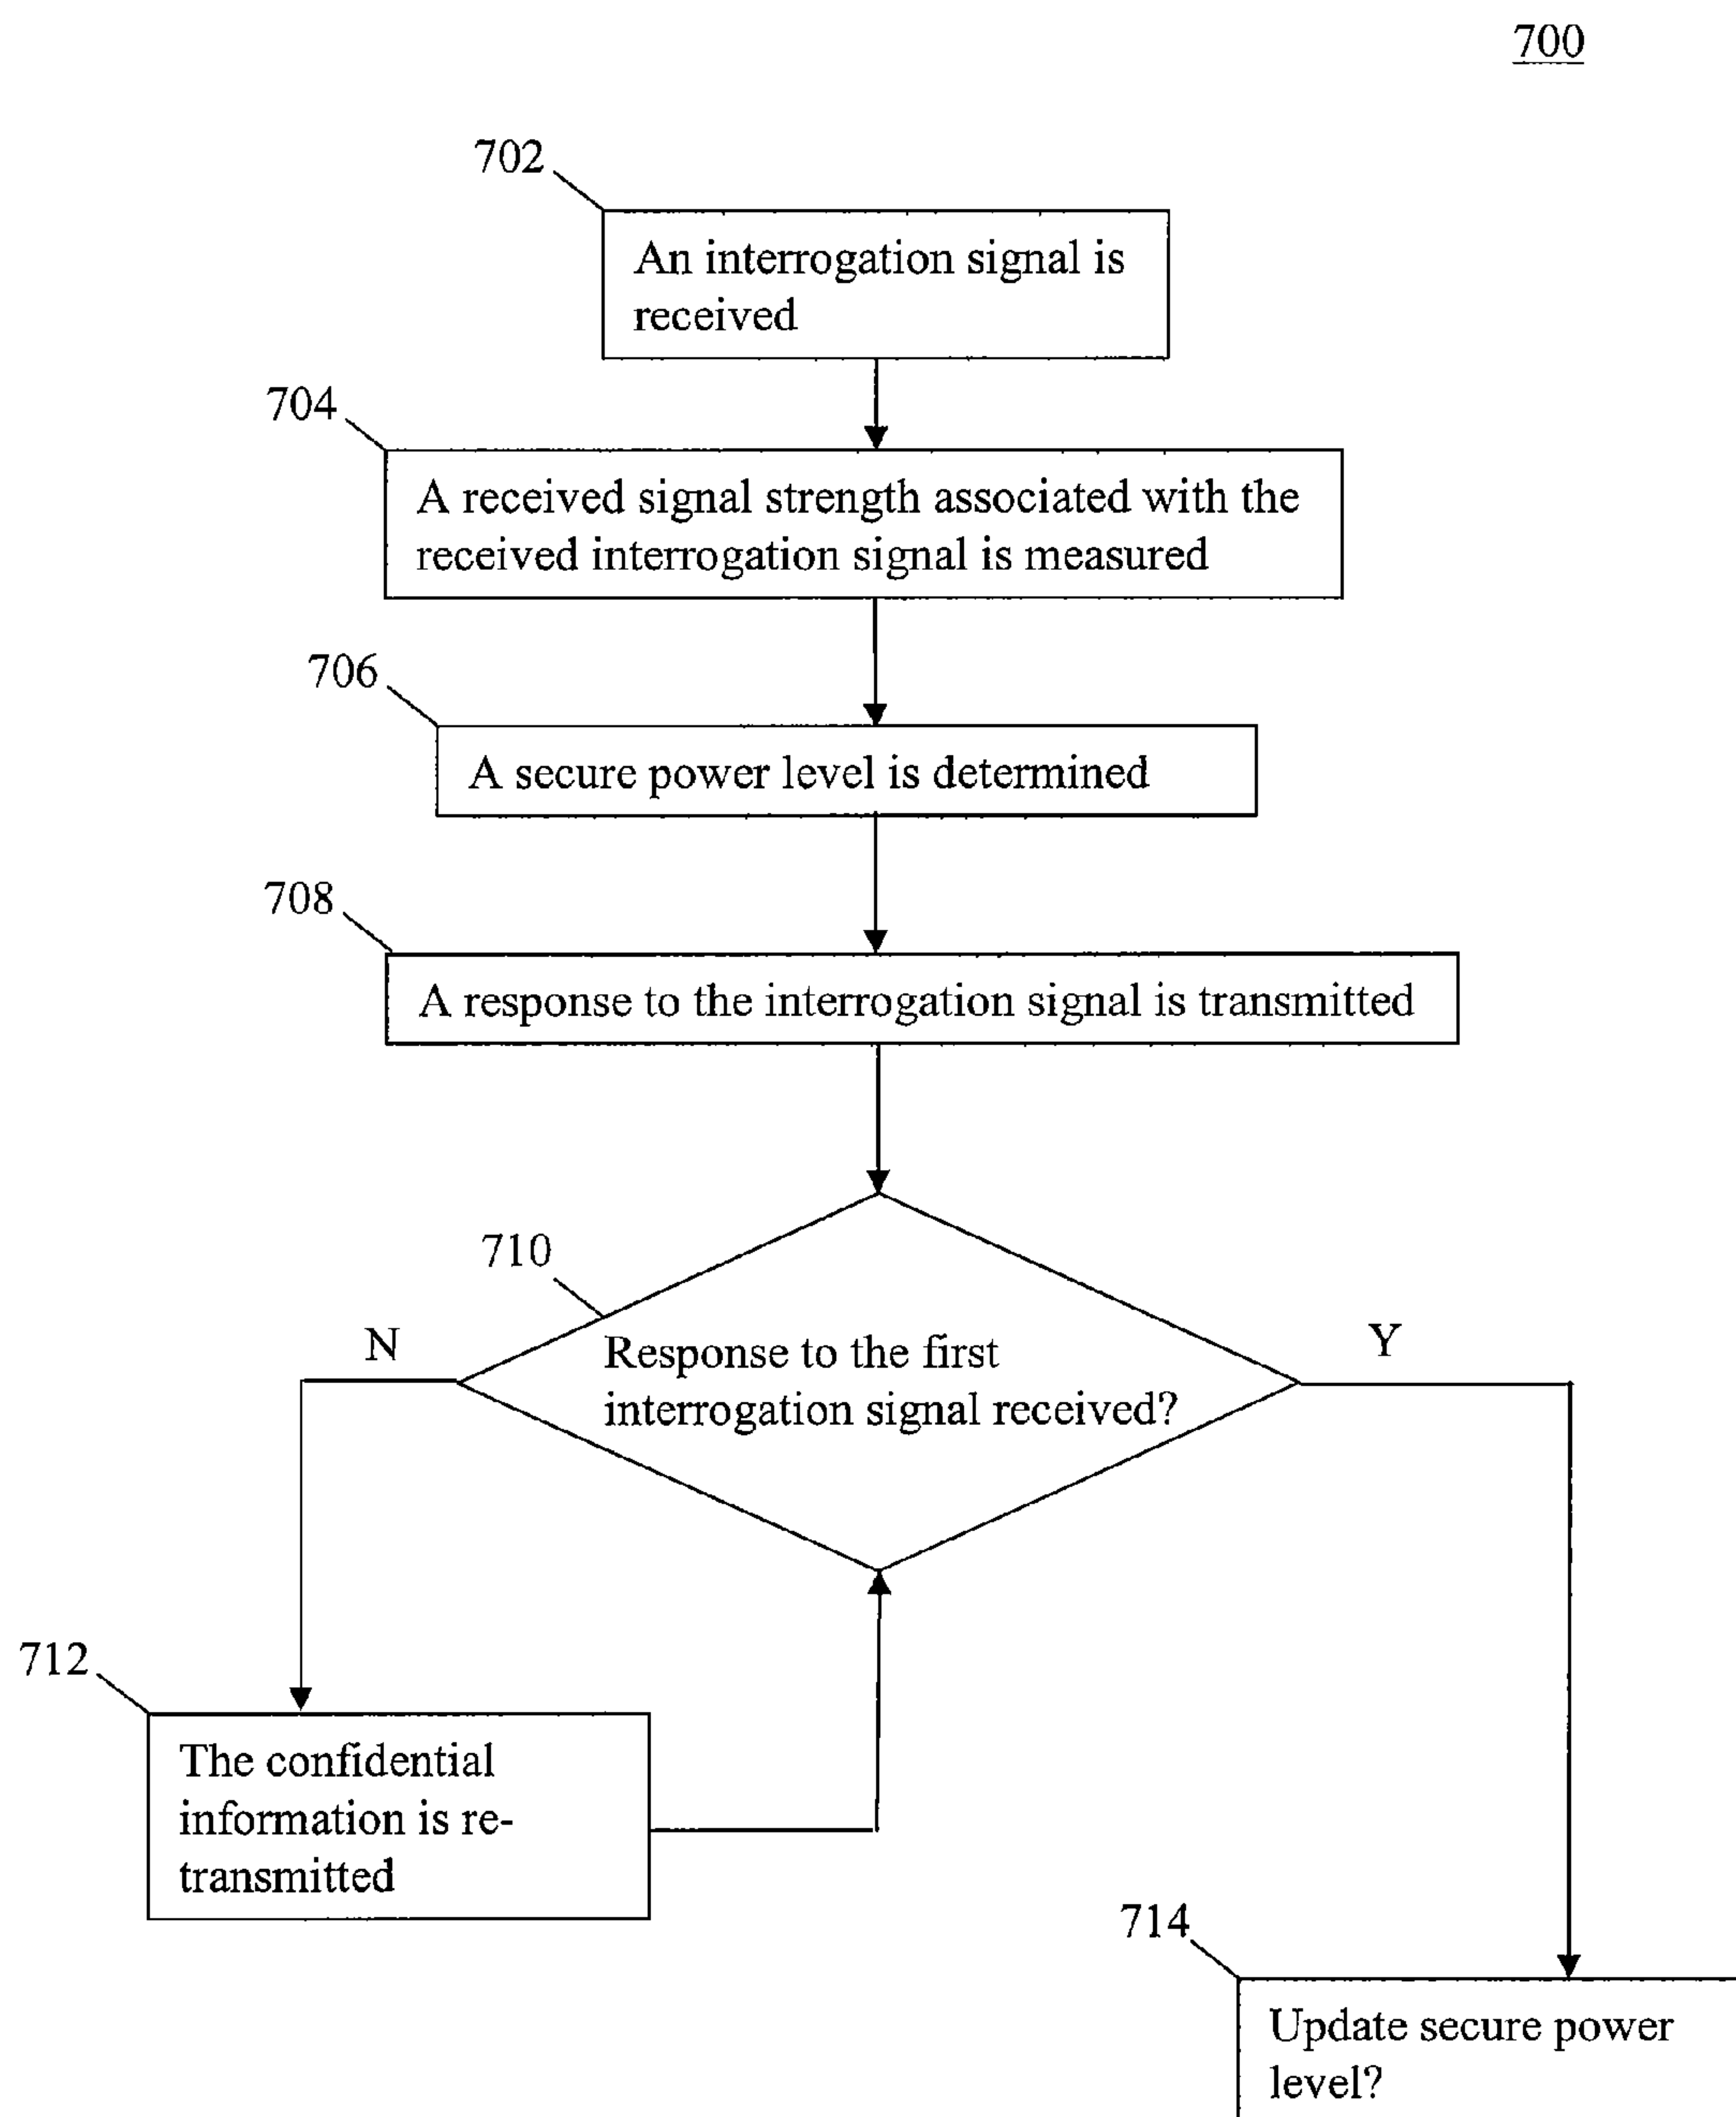 700
702
An interrogation signal is
received
704
A received signal strength associated with the
received interrogation signal is measured
706
A secure power level is determined
708
A response to the interrogation signal is transmitted
710
N
Response to the first
interrogation signal received?
Y
712
The confidential
information is re-
transmitted
714
Update secure power
level?